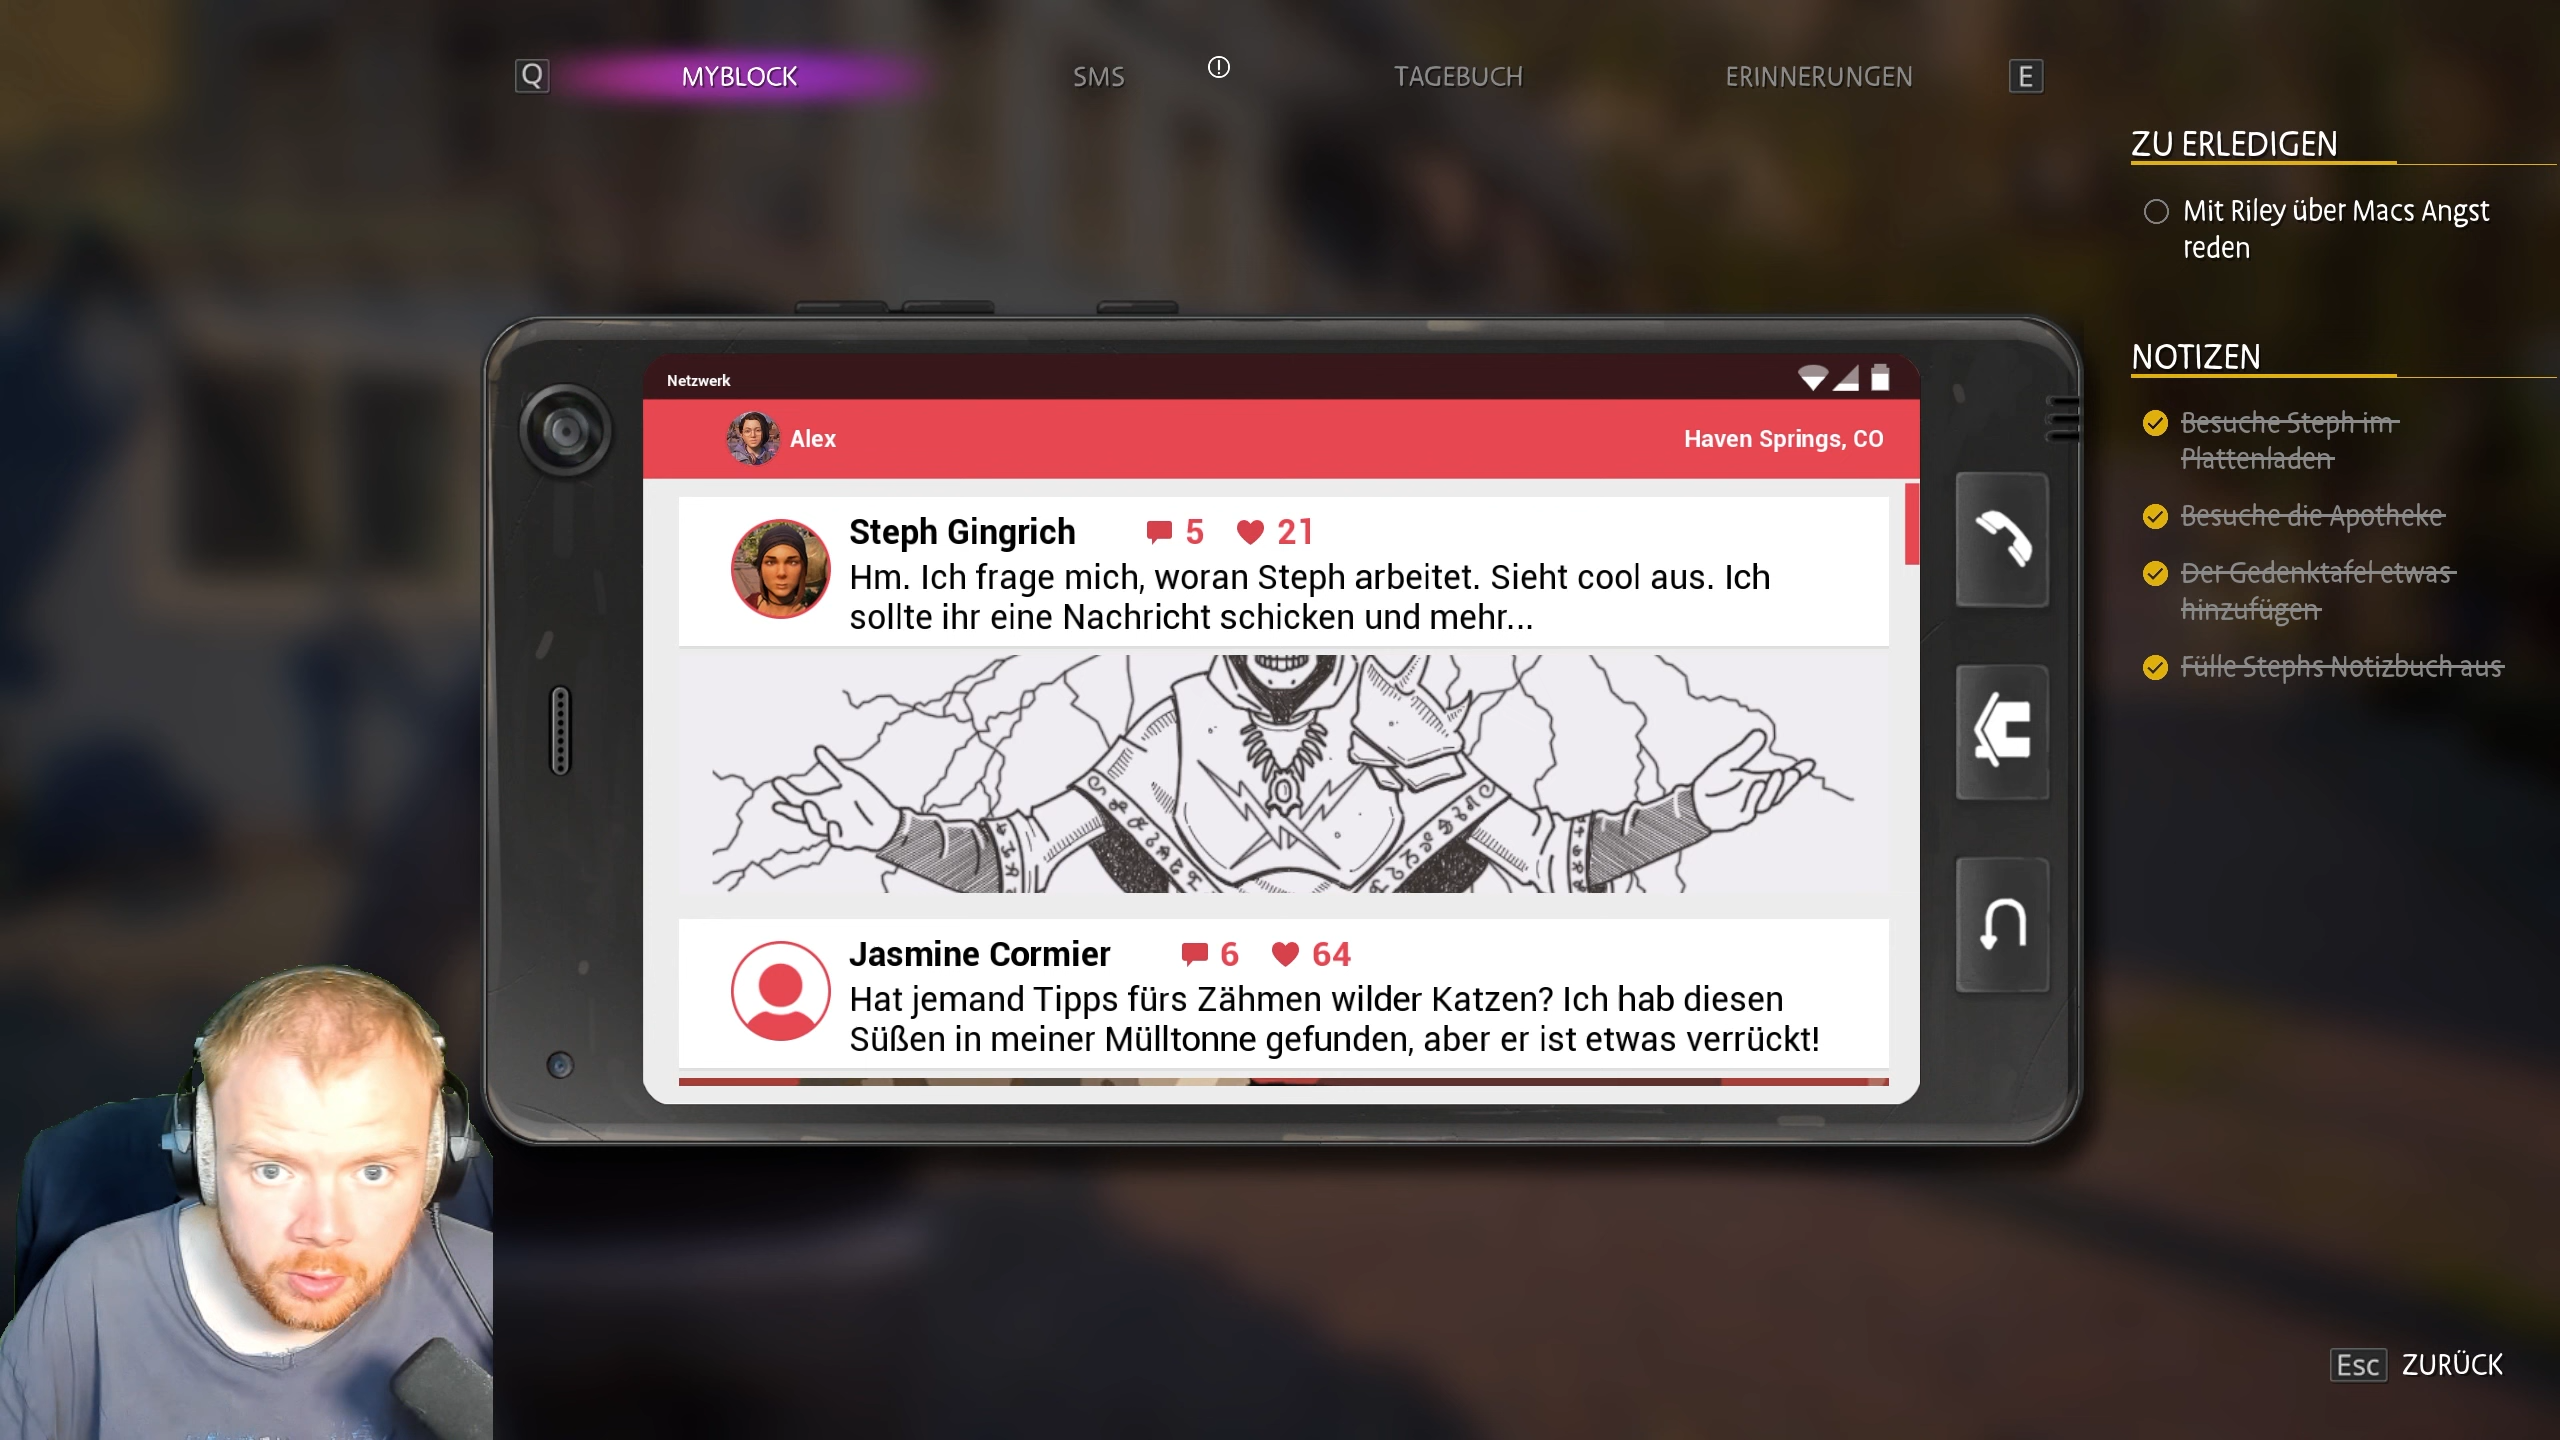 Q
MYBLOCK
SMS
TAGEBUCH
ERINNERUNGEN
E
ZU ERLEDIGEN
Mit Riley über Macs Angst
reden
NOTIZEN
Besuche Steph im
Plattenladen
Besuche die Apotheke
Der Gedenktafel etwas
hinzufügen
Fülle Stephs Notizbuch aus
Netzwerk
Alex
Haven Springs, CO
Steph Gingrich 5 21
Hm. Ich frage mich, woran Steph arbeitet. Sieht cool aus. Ich
sollte ihr eine Nachricht schicken und mehr...
Jasmine Cormier 6 64
Hat jemand Tipps fürs Zähmen wilder Katzen? Ich hab diesen
Süßen in meiner Mülltonne gefunden, aber er ist etwas verrückt!
Esc ZURÜCK